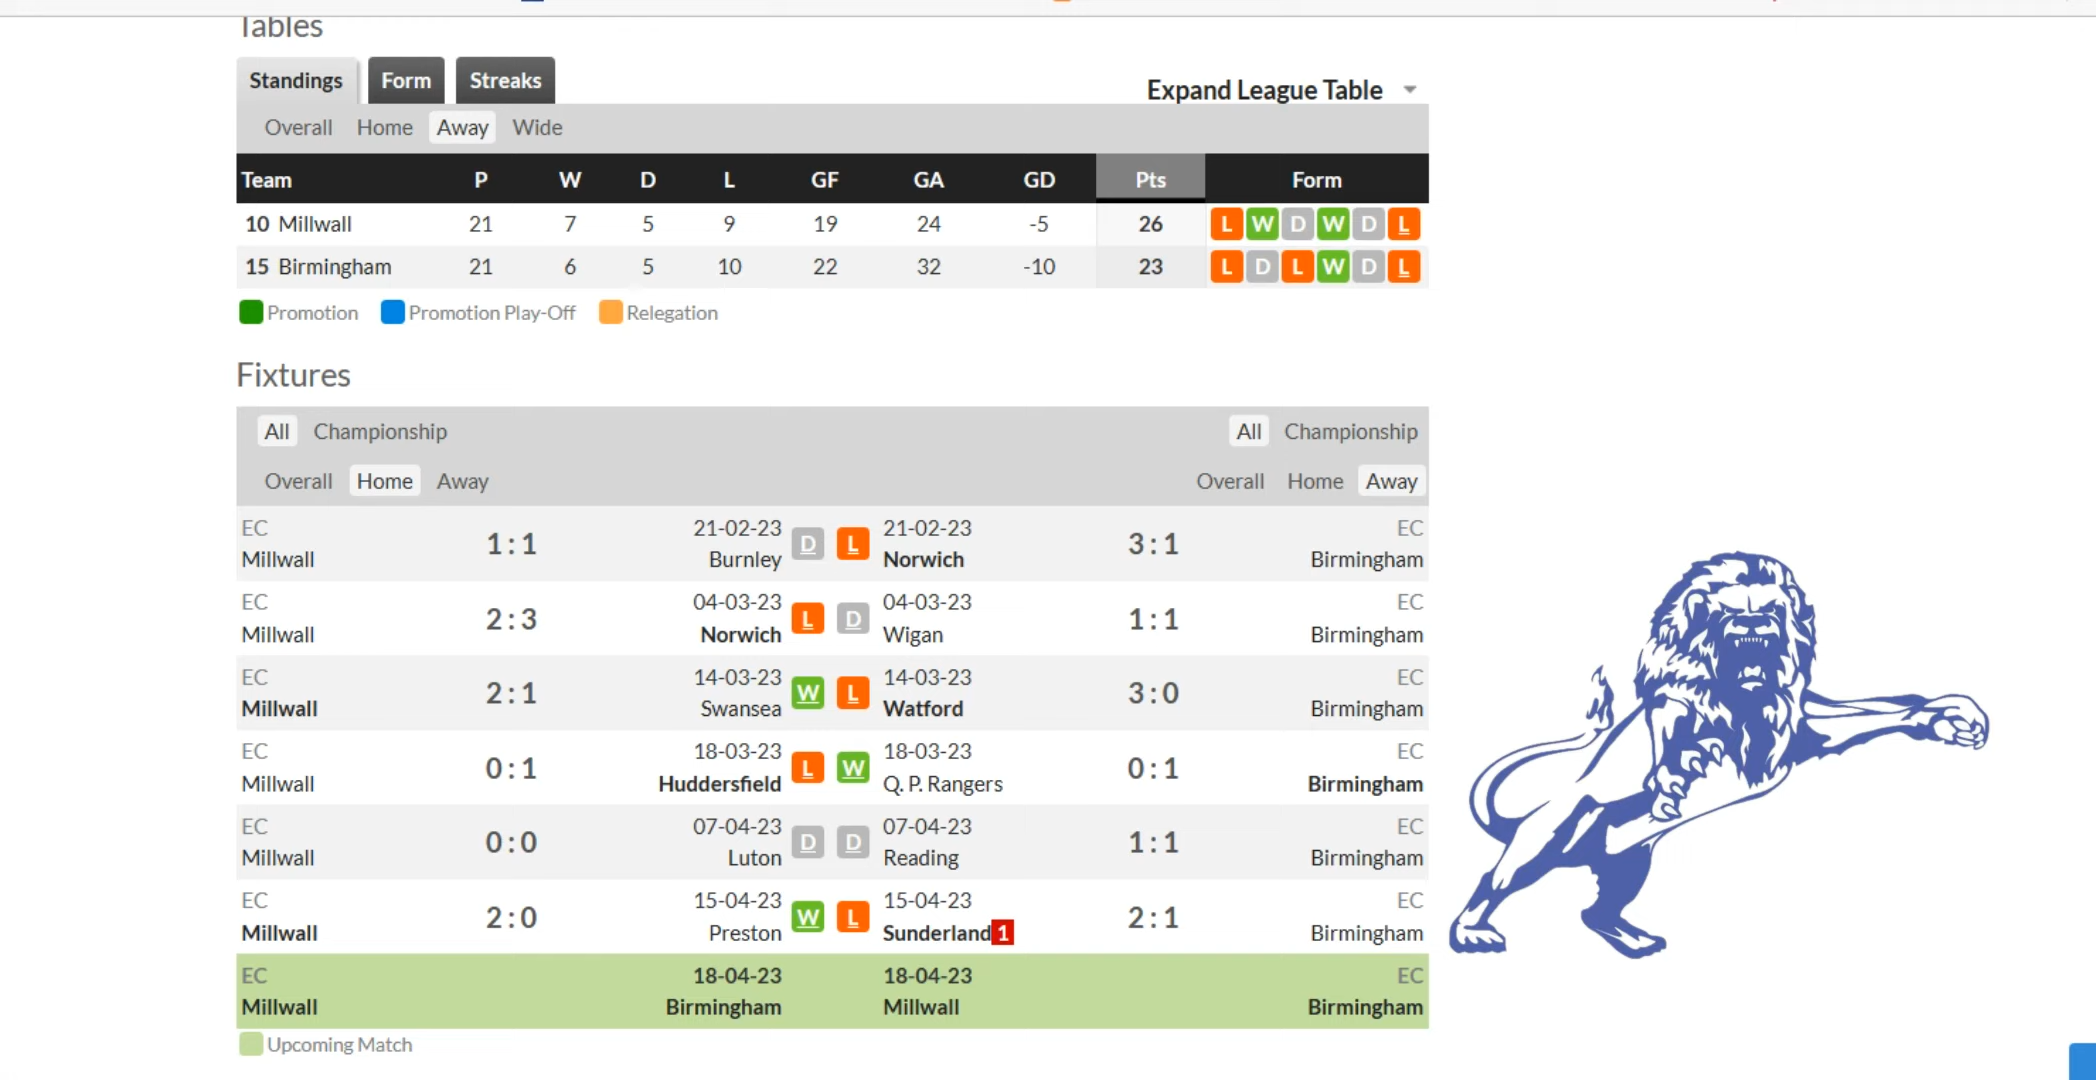 Tables
Standings Form Streaks
Expand League Table
Overall Home Away Wide
Team P W D L GF GA GD Pts Form
10 Millwall 21 7 5 9 19 24 -5 26 L W D W D L
15 Birmingham 21 6 5 10 22 32 -10 23 L D L W D L
Promotion Promotion Play-Off Relegation
Fixtures
All Championship All Championship
Overall Home Away Overall Home Away
EC 21-02-23 21-02-23 EC
Millwall 1:1 Burnley D L Norwich 3:1 Birmingham
EC 04-03-23 04-03-23 EC
Millwall 2:3 Norwich L D Wigan 1:1 Birmingham
EC 14-03-23 14-03-23 EC
Millwall 2:1 Swansea W L Watford 3:0 Birmingham
EC 18-03-23 18-03-23 EC
Millwall 0:1 Huddersfield L W Q. P. Rangers 0:1 Birmingham
EC 07-04-23 07-04-23 EC
Millwall 0:0 Luton D D Reading 1:1 Birmingham
EC 15-04-23 15-04-23 EC
Millwall 2:0 Preston W L Sunderland 1 2:1 Birmingham
EC 18-04-23 18-04-23 EC
Millwall Birmingham Millwall Birmingham
Upcoming Match